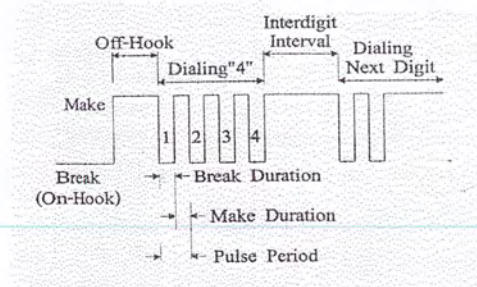 Interdigit
Interval
Off-Hook
Dialing
Next Digit
Dialing"4"
Make
1 2 3 4
Break
(On-Hook)
Break Duration
Make Duration
Pulse Period